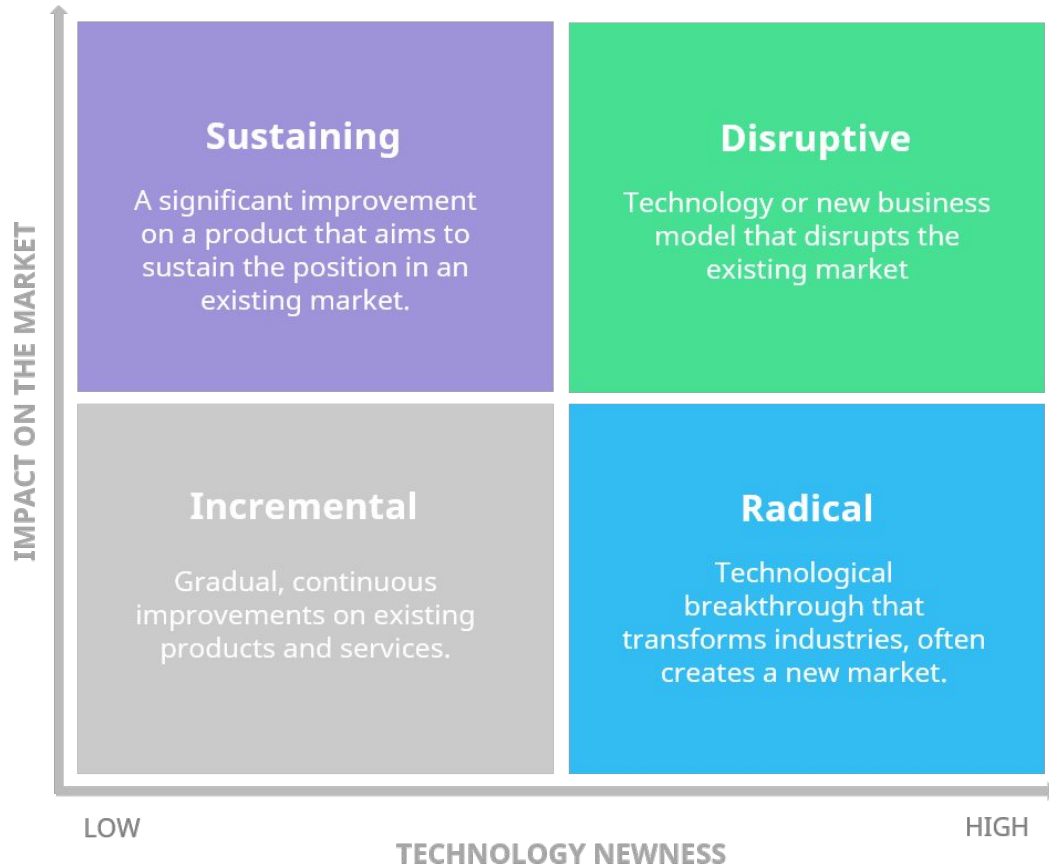 IMPACT ON THE MARKET
Sustaining
A significant improvement
on a product that aims to
sustain the position in an
existing market.
Disruptive
Technology or new business
model that disrupts the
existing market
Incremental
Gradual, continuous
improvements on existing
products and services.
Radical
Technological
breakthrough that
transforms industries, often
creates a new market.
LOW
HIGH
TECHNOLOGY NEWNESS